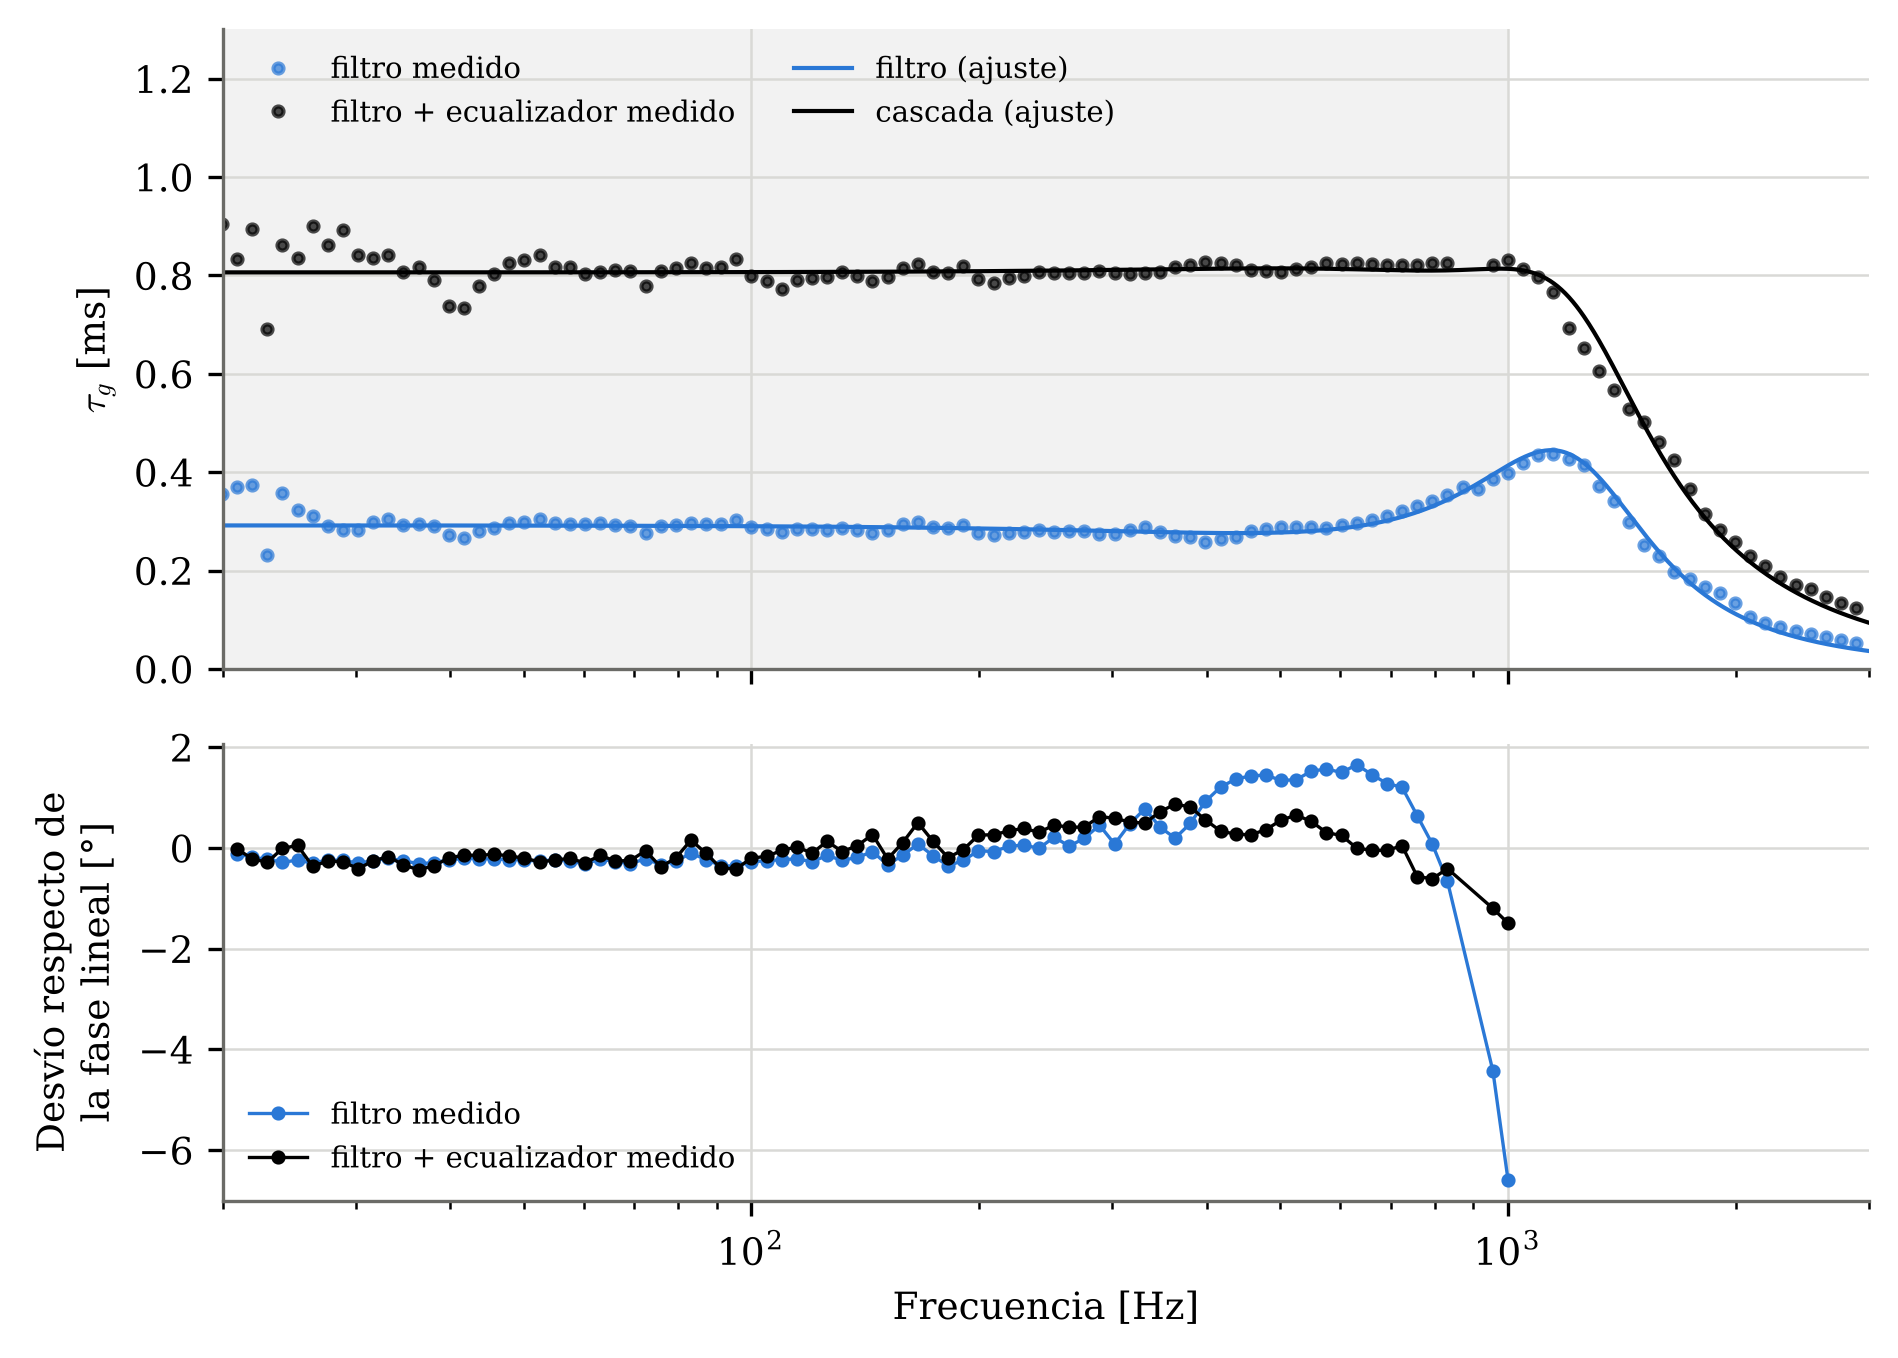 filtro medido
filtro + ecualizador medido
filtro (ajuste)
cascada (ajuste)
1.2
1.0
0.8
0.6
0.4
0.2
0.0
τg [ms]
2
0
−2
−4
−6
Desvío respecto de
la fase lineal [°]
filtro medido
filtro + ecualizador medido
10²
10³
Frecuencia [Hz]